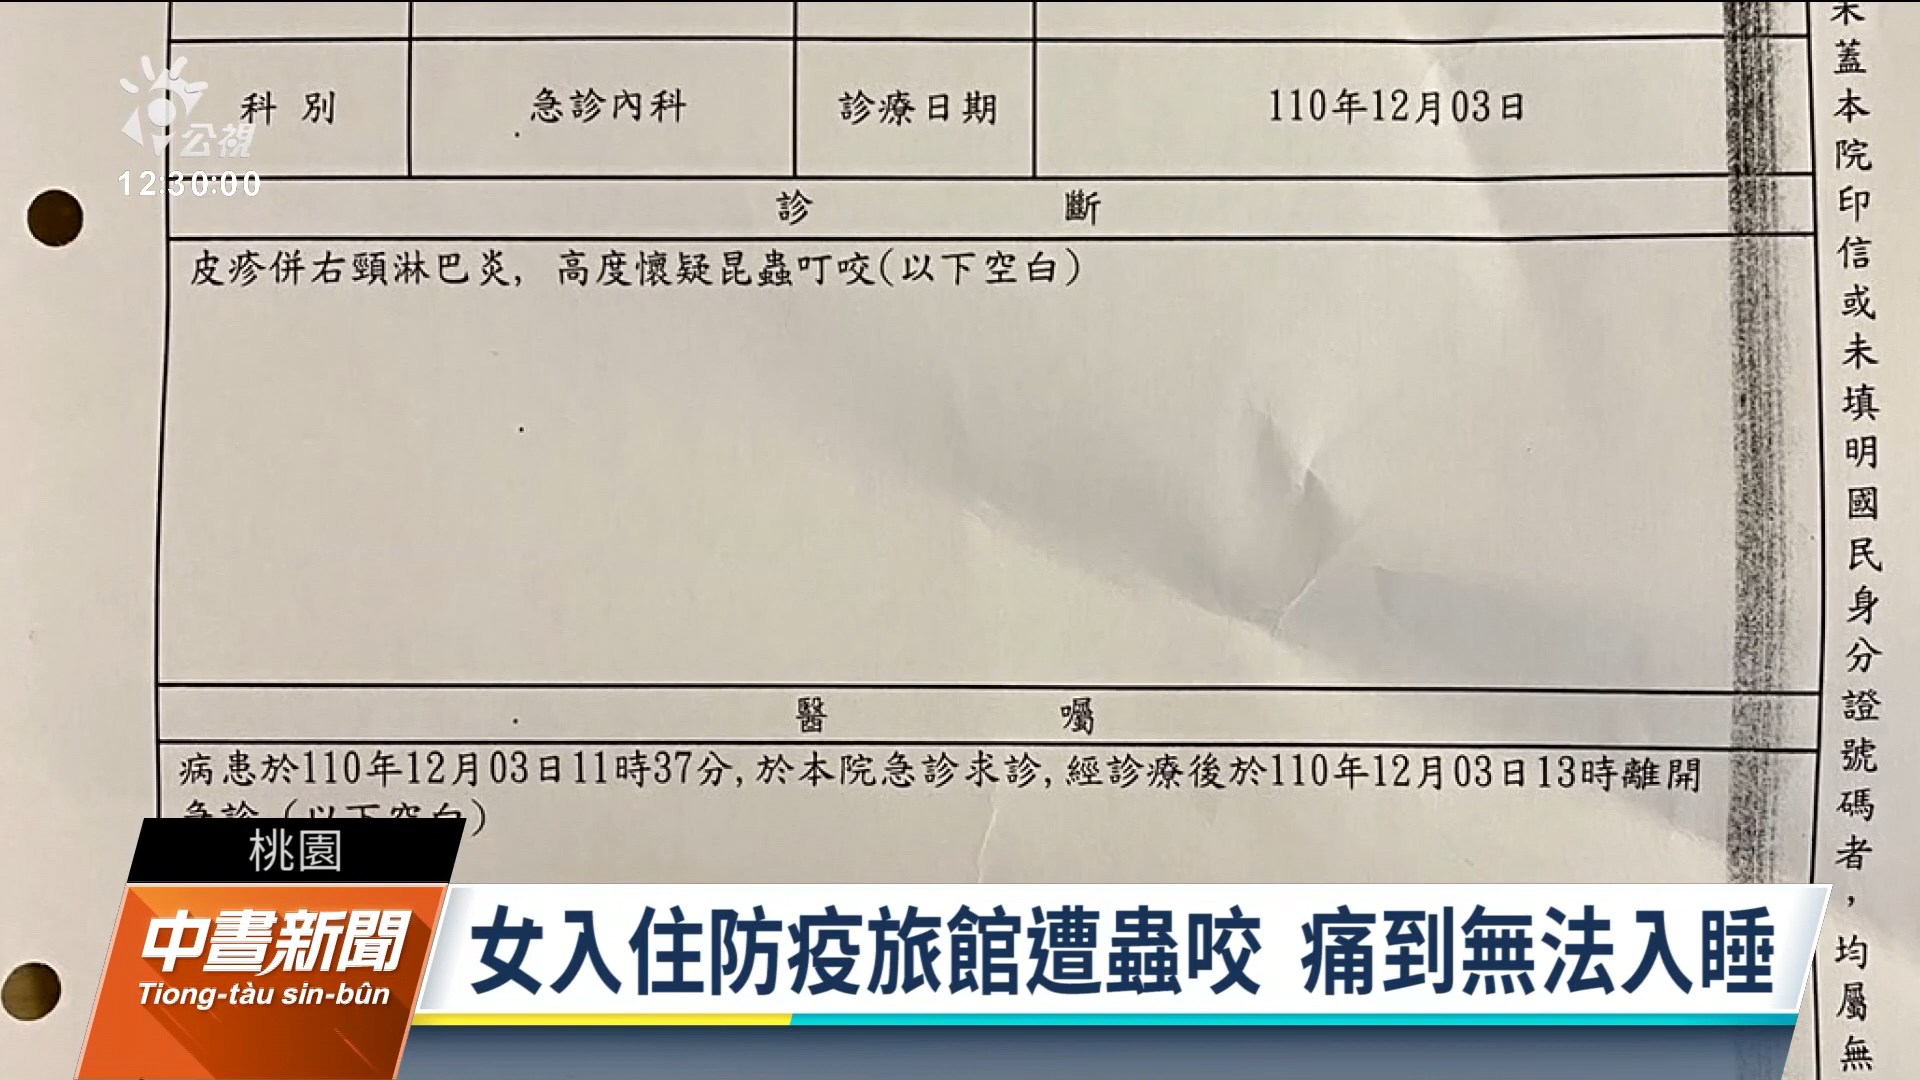 科別 急診內科 診療日期 110年12月03日
公視
12:30:00
診斷
皮疹併右頸淋巴炎, 高度懷疑昆蟲叮咬(以下空白)
醫囑
病患於110年12月03日11時37分,於本院急診求診,經診療後於110年12月03日13時離開
急診(以下空白)
未蓋本院印信或未填明國民身分證號碼者,均屬無
桃園
中晝新聞
Tiong-tàu sin-bûn
女入住防疫旅館遭蟲咬 痛到無法入睡